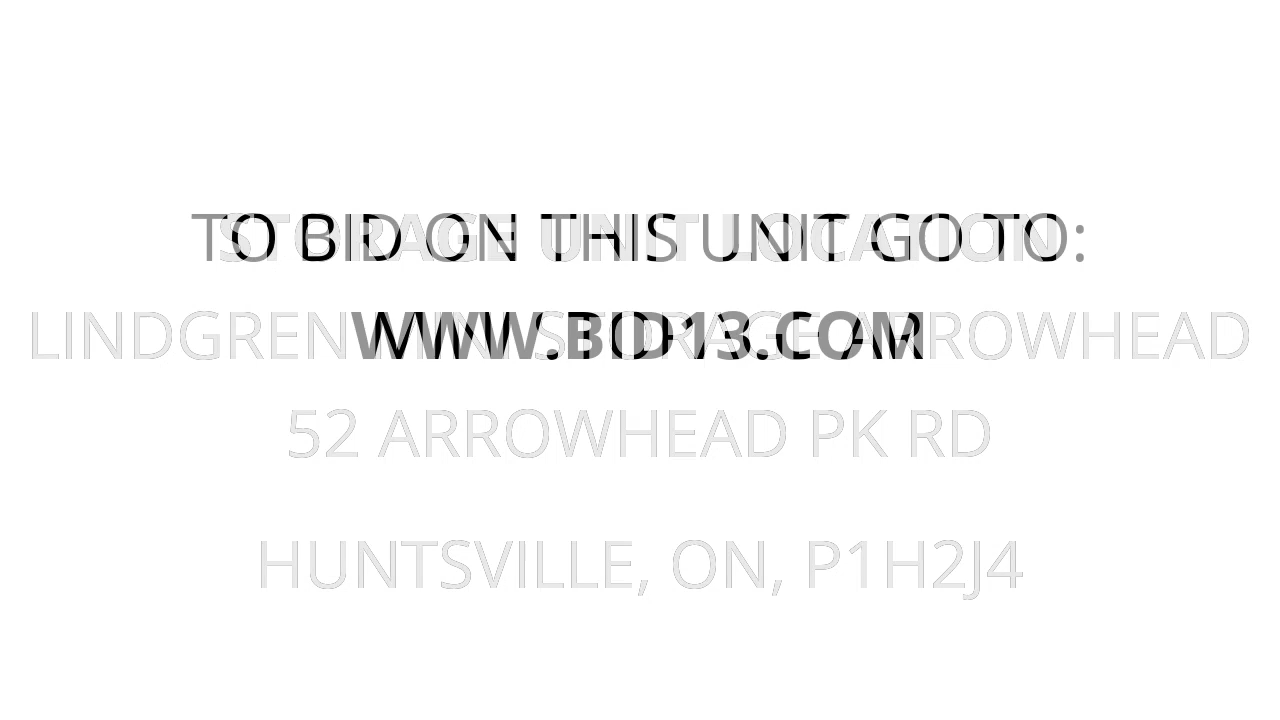 TO BID ON THIS UNIT GO TO:
STORAGE UNIT LOCATION
WWW.BID13.COM
LINDGREN MINI STORAGE ARROWHEAD
52 ARROWHEAD PK RD
HUNTSVILLE, ON, P1H2J4